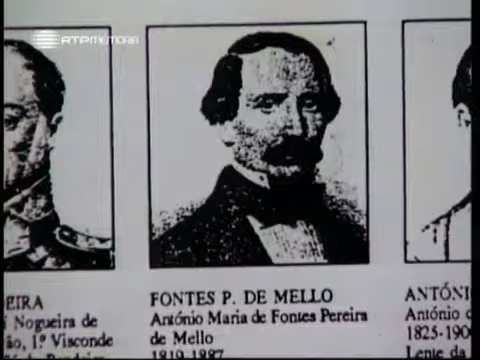 RTP MEMÓRIA
EIRA
Nogueira de
ão, 1.º Visconde
FONTES P. DE MELLO
António Maria de Fontes Pereira
de Mello
1819-1887
ANTÓNI
António d
1825-190
Lente da